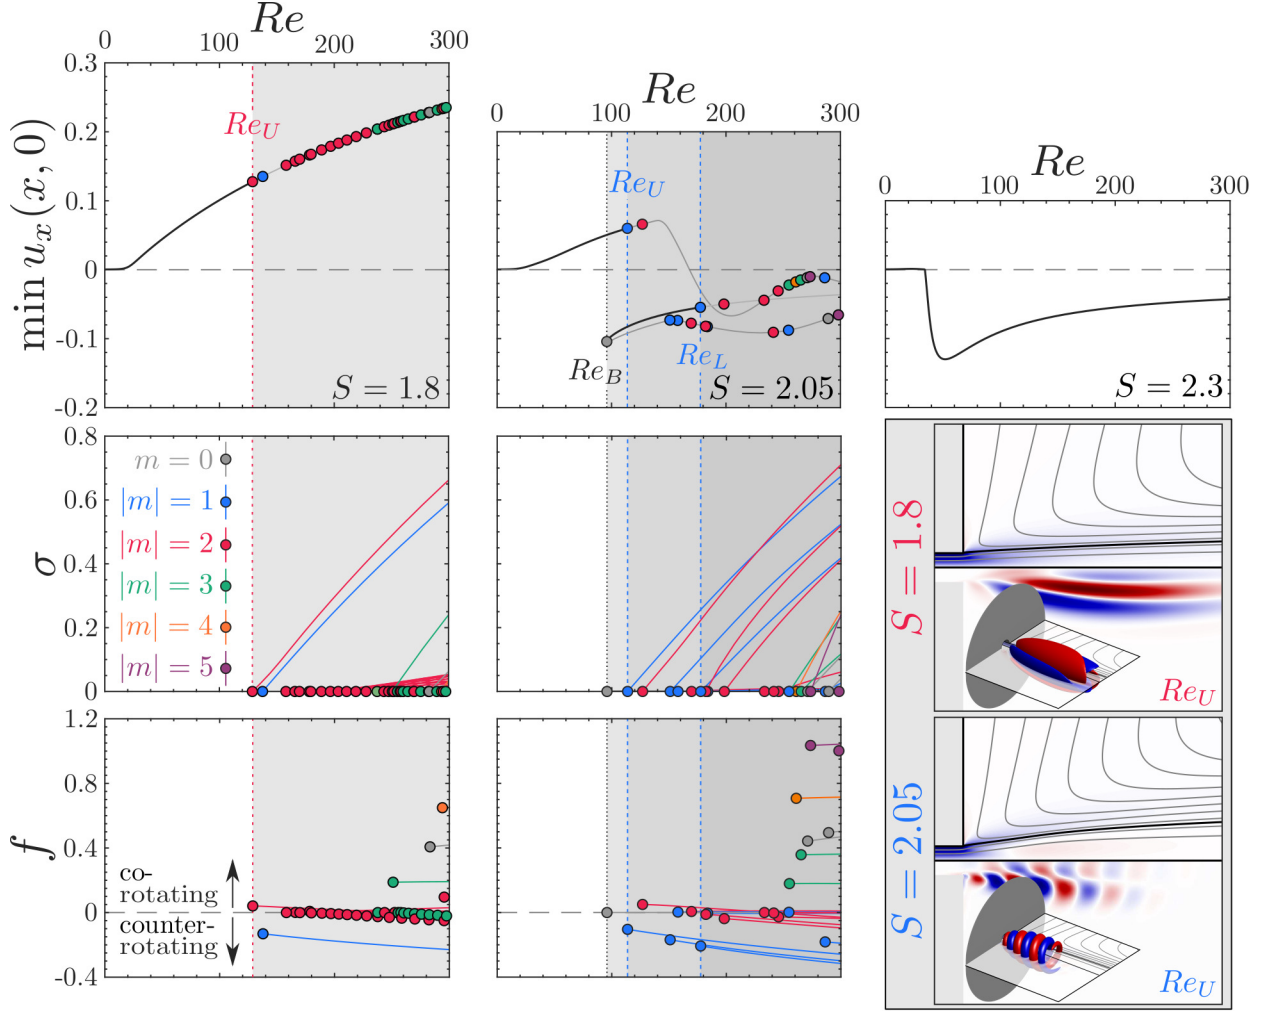 Re
0 100 200 300
0.3
0.2
0.1
0
-0.1
-0.2
min u_x(x, 0)
Re_U
S = 1.8
Re
0 100 200 300
Re_U
Re_B
Re_L
S = 2.05
Re
0 100 200 300
S = 2.3
0.8
0.6
0.4
0.2
0
σ
m = 0
|m| = 1
|m| = 2
|m| = 3
|m| = 4
|m| = 5
1.2
0.8
0.4
0
-0.4
f
co-
rotating
counter-
rotating
S = 1.8
Re_U
S = 2.05
Re_U